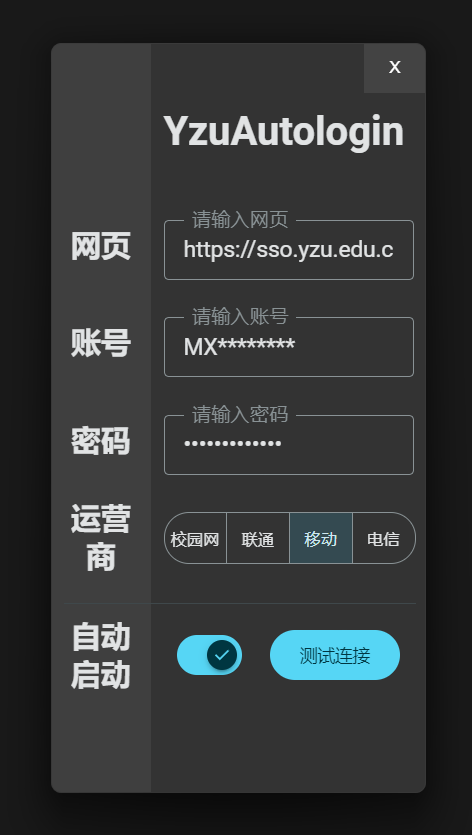 X
YzuAutologin
网页
请输入网页
https://sso.yzu.edu.c
账号
请输入账号
MX********
密码
请输入密码
•••••••••••••
运营
商
校园网 联通 移动 电信
自动
启动
测试连接